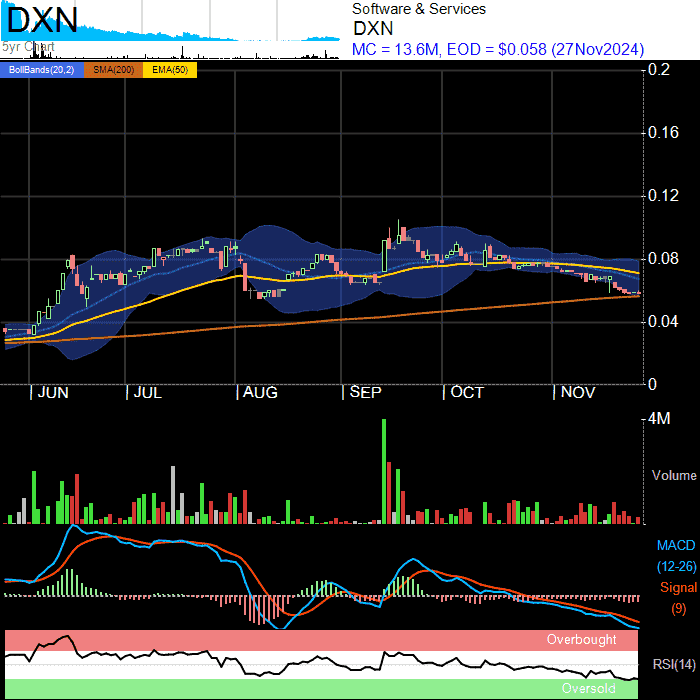 DXN
5yr Chart
Software & Services
DXN
MC = 13.6M, EOD = $0.058 (27Nov2024)
BollBands(20,2) SMA(200) EMA(50)
0.2
0.16
0.12
0.08
0.04
0
JUN JUL AUG SEP OCT NOV
4M
Volume
MACD
(12-26)
Signal
(9)
Overbought
RSI(14)
Oversold